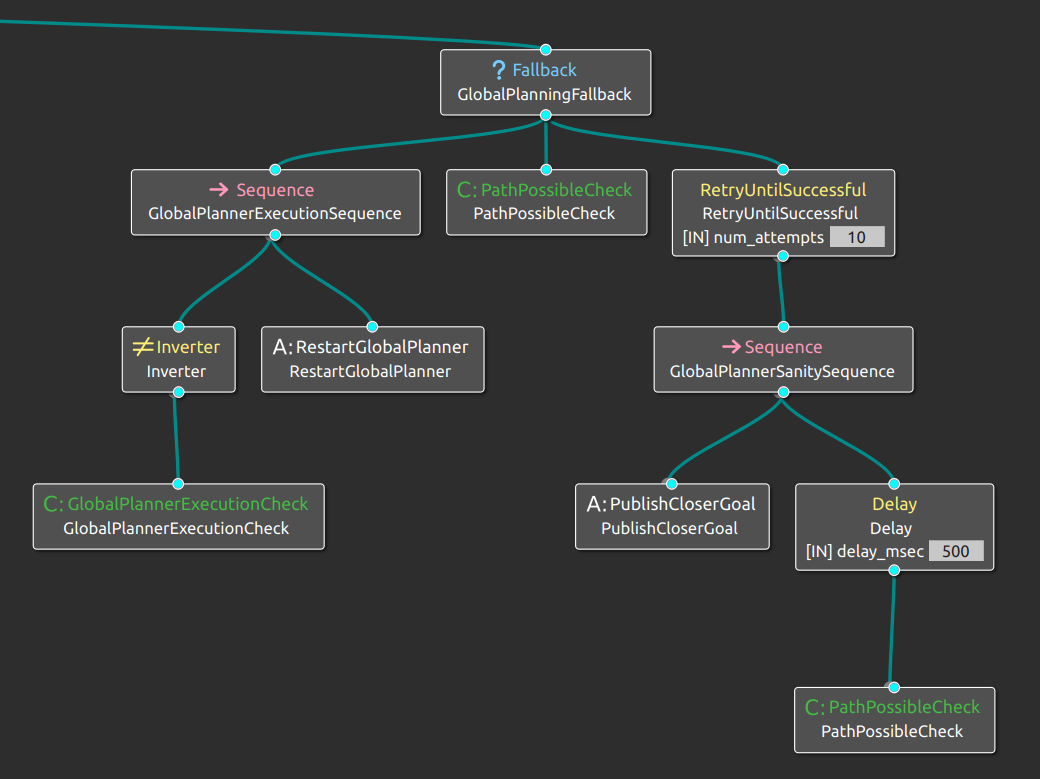 ? Fallback
GlobalPlanningFallback
→ Sequence
GlobalPlannerExecutionSequence
C: PathPossibleCheck
PathPossibleCheck
RetryUntilSuccessful
RetryUntilSuccessful
[IN] num_attempts 10
≠ Inverter
Inverter
A: RestartGlobalPlanner
RestartGlobalPlanner
→ Sequence
GlobalPlannerSanitySequence
C: GlobalPlannerExecutionCheck
GlobalPlannerExecutionCheck
A: PublishCloserGoal
PublishCloserGoal
Delay
Delay
[IN] delay_msec 500
C: PathPossibleCheck
PathPossibleCheck